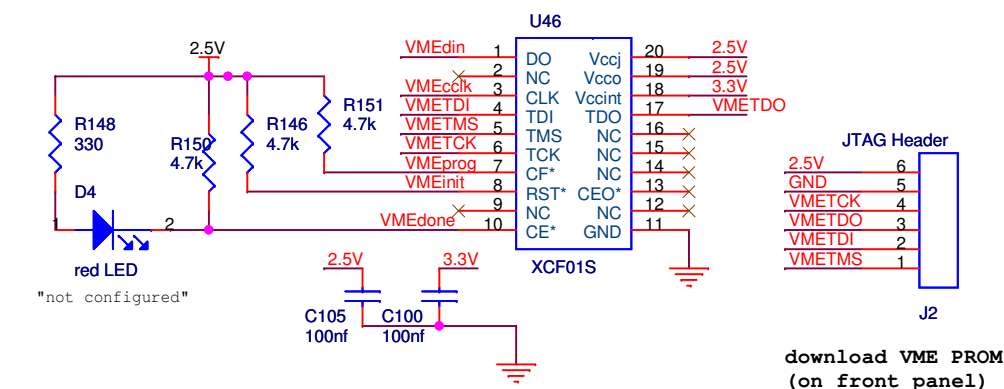 U46
2.5V
VMEdin 1 DO Vccj 20 2.5V
2 NC Vcco 19 2.5V
VMEcclk 3 CLK Vccint 18 3.3V
VMETDI 4 TDI TDO 17 VMETDO
VMETMS 5 TMS NC 16
VMETCK 6 TCK NC 15
VMEprog 7 CF* NC 14
VMEinit 8 RST* CEO* 13
9 NC NC 12
VMEdone 10 CE* GND 11
XCF01S
R148
330
R150
4.7k
R146
4.7k
R151
4.7k
D4
1 2
red LED
"not configured"
2.5V 3.3V
C105
100nf
C100
100nf
JTAG Header
2.5V 6
GND 5
VMETCK 4
VMETDO 3
VMETDI 2
VMETMS 1
J2
download VME PROM
(on front panel)